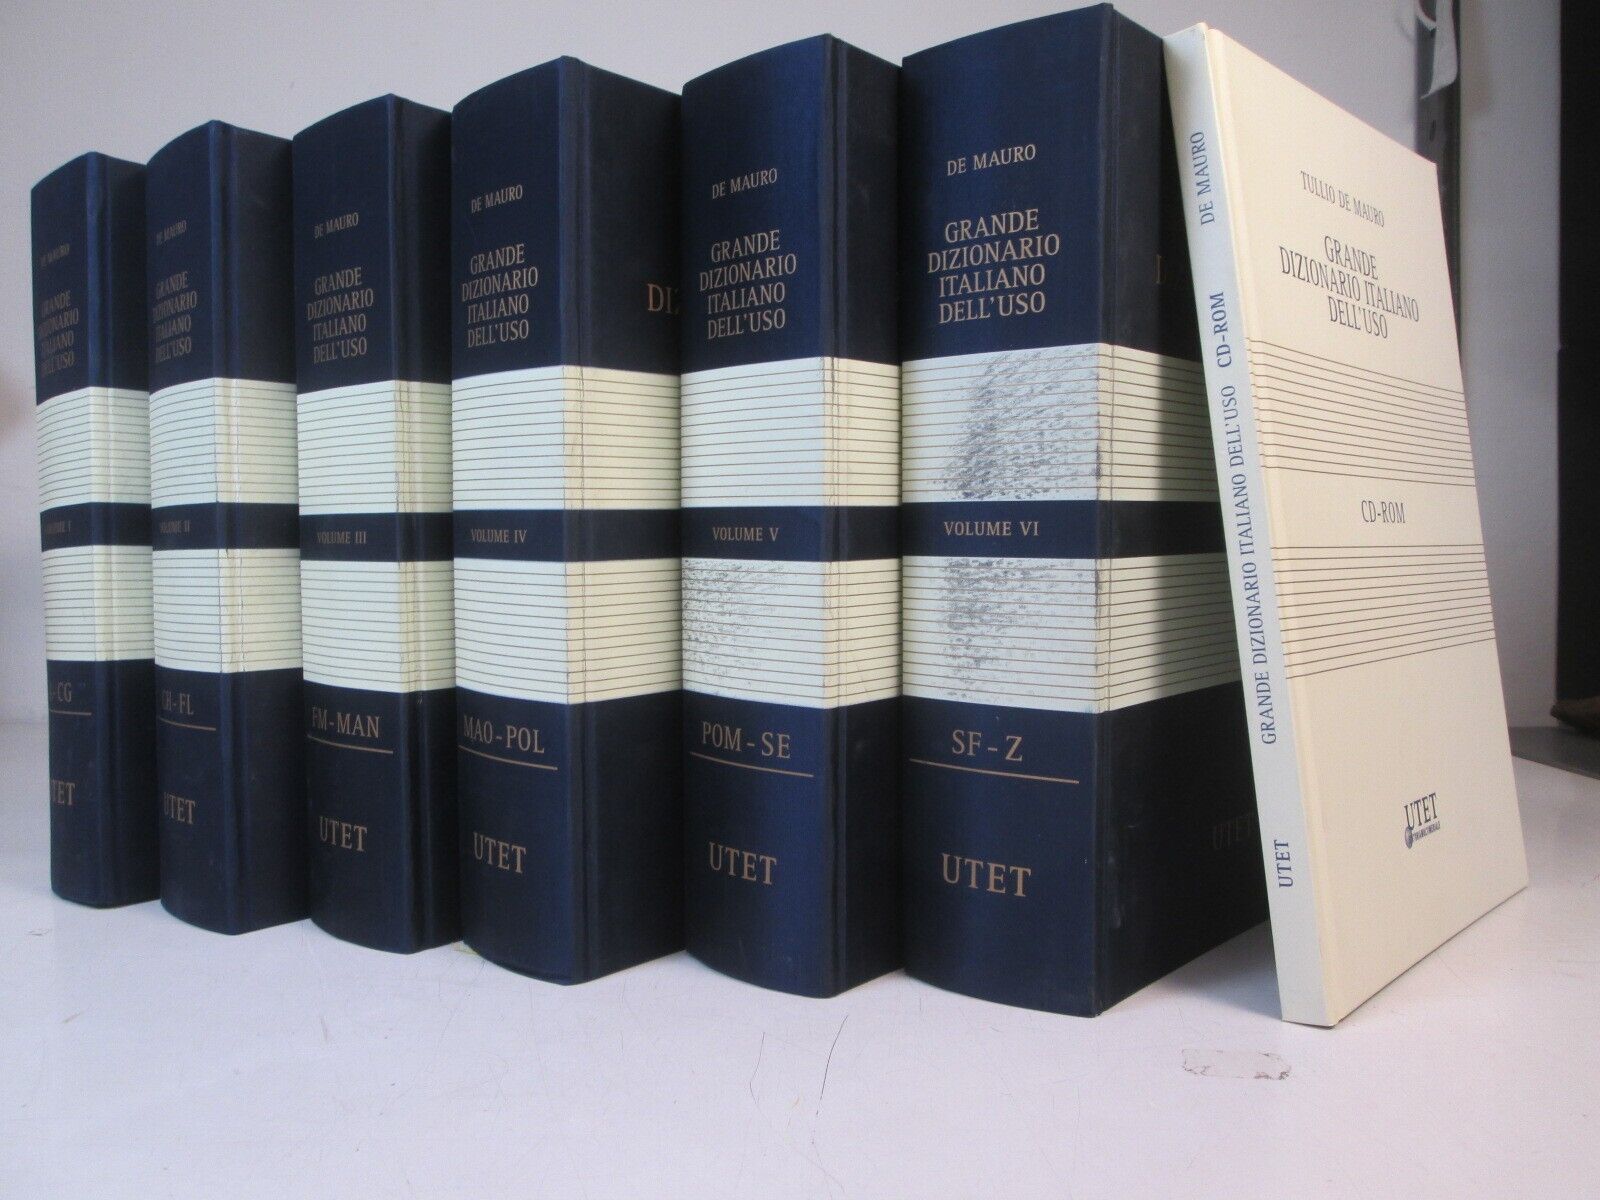 DE MAURO
GRANDE
DIZIONARIO
ITALIANO
DELL'USO
VOLUME I
-CG
UTET
DE MAURO
GRANDE
DIZIONARIO
ITALIANO
DELL'USO
VOLUME II
CH-FL
UTET
DE MAURO
GRANDE
DIZIONARIO
ITALIANO
DELL'USO
VOLUME III
FM-MAN
UTET
DE MAURO
GRANDE
DIZIONARIO
ITALIANO
DELL'USO
VOLUME IV
MAO-POL
UTET
DI
DE MAURO
GRANDE
DIZIONARIO
ITALIANO
DELL'USO
VOLUME V
POM-SE
UTET
DE MAURO
GRANDE
DIZIONARIO
ITALIANO
DELL'USO
VOLUME VI
SF-Z
UTET
UTET
UTET GRANDE DIZIONARIO ITALIANO DELL'USO CD-ROM DE MAURO
TULLIO DE MAURO
GRANDE
DIZIONARIO ITALIANO
DELL'USO
CD-ROM
UTET